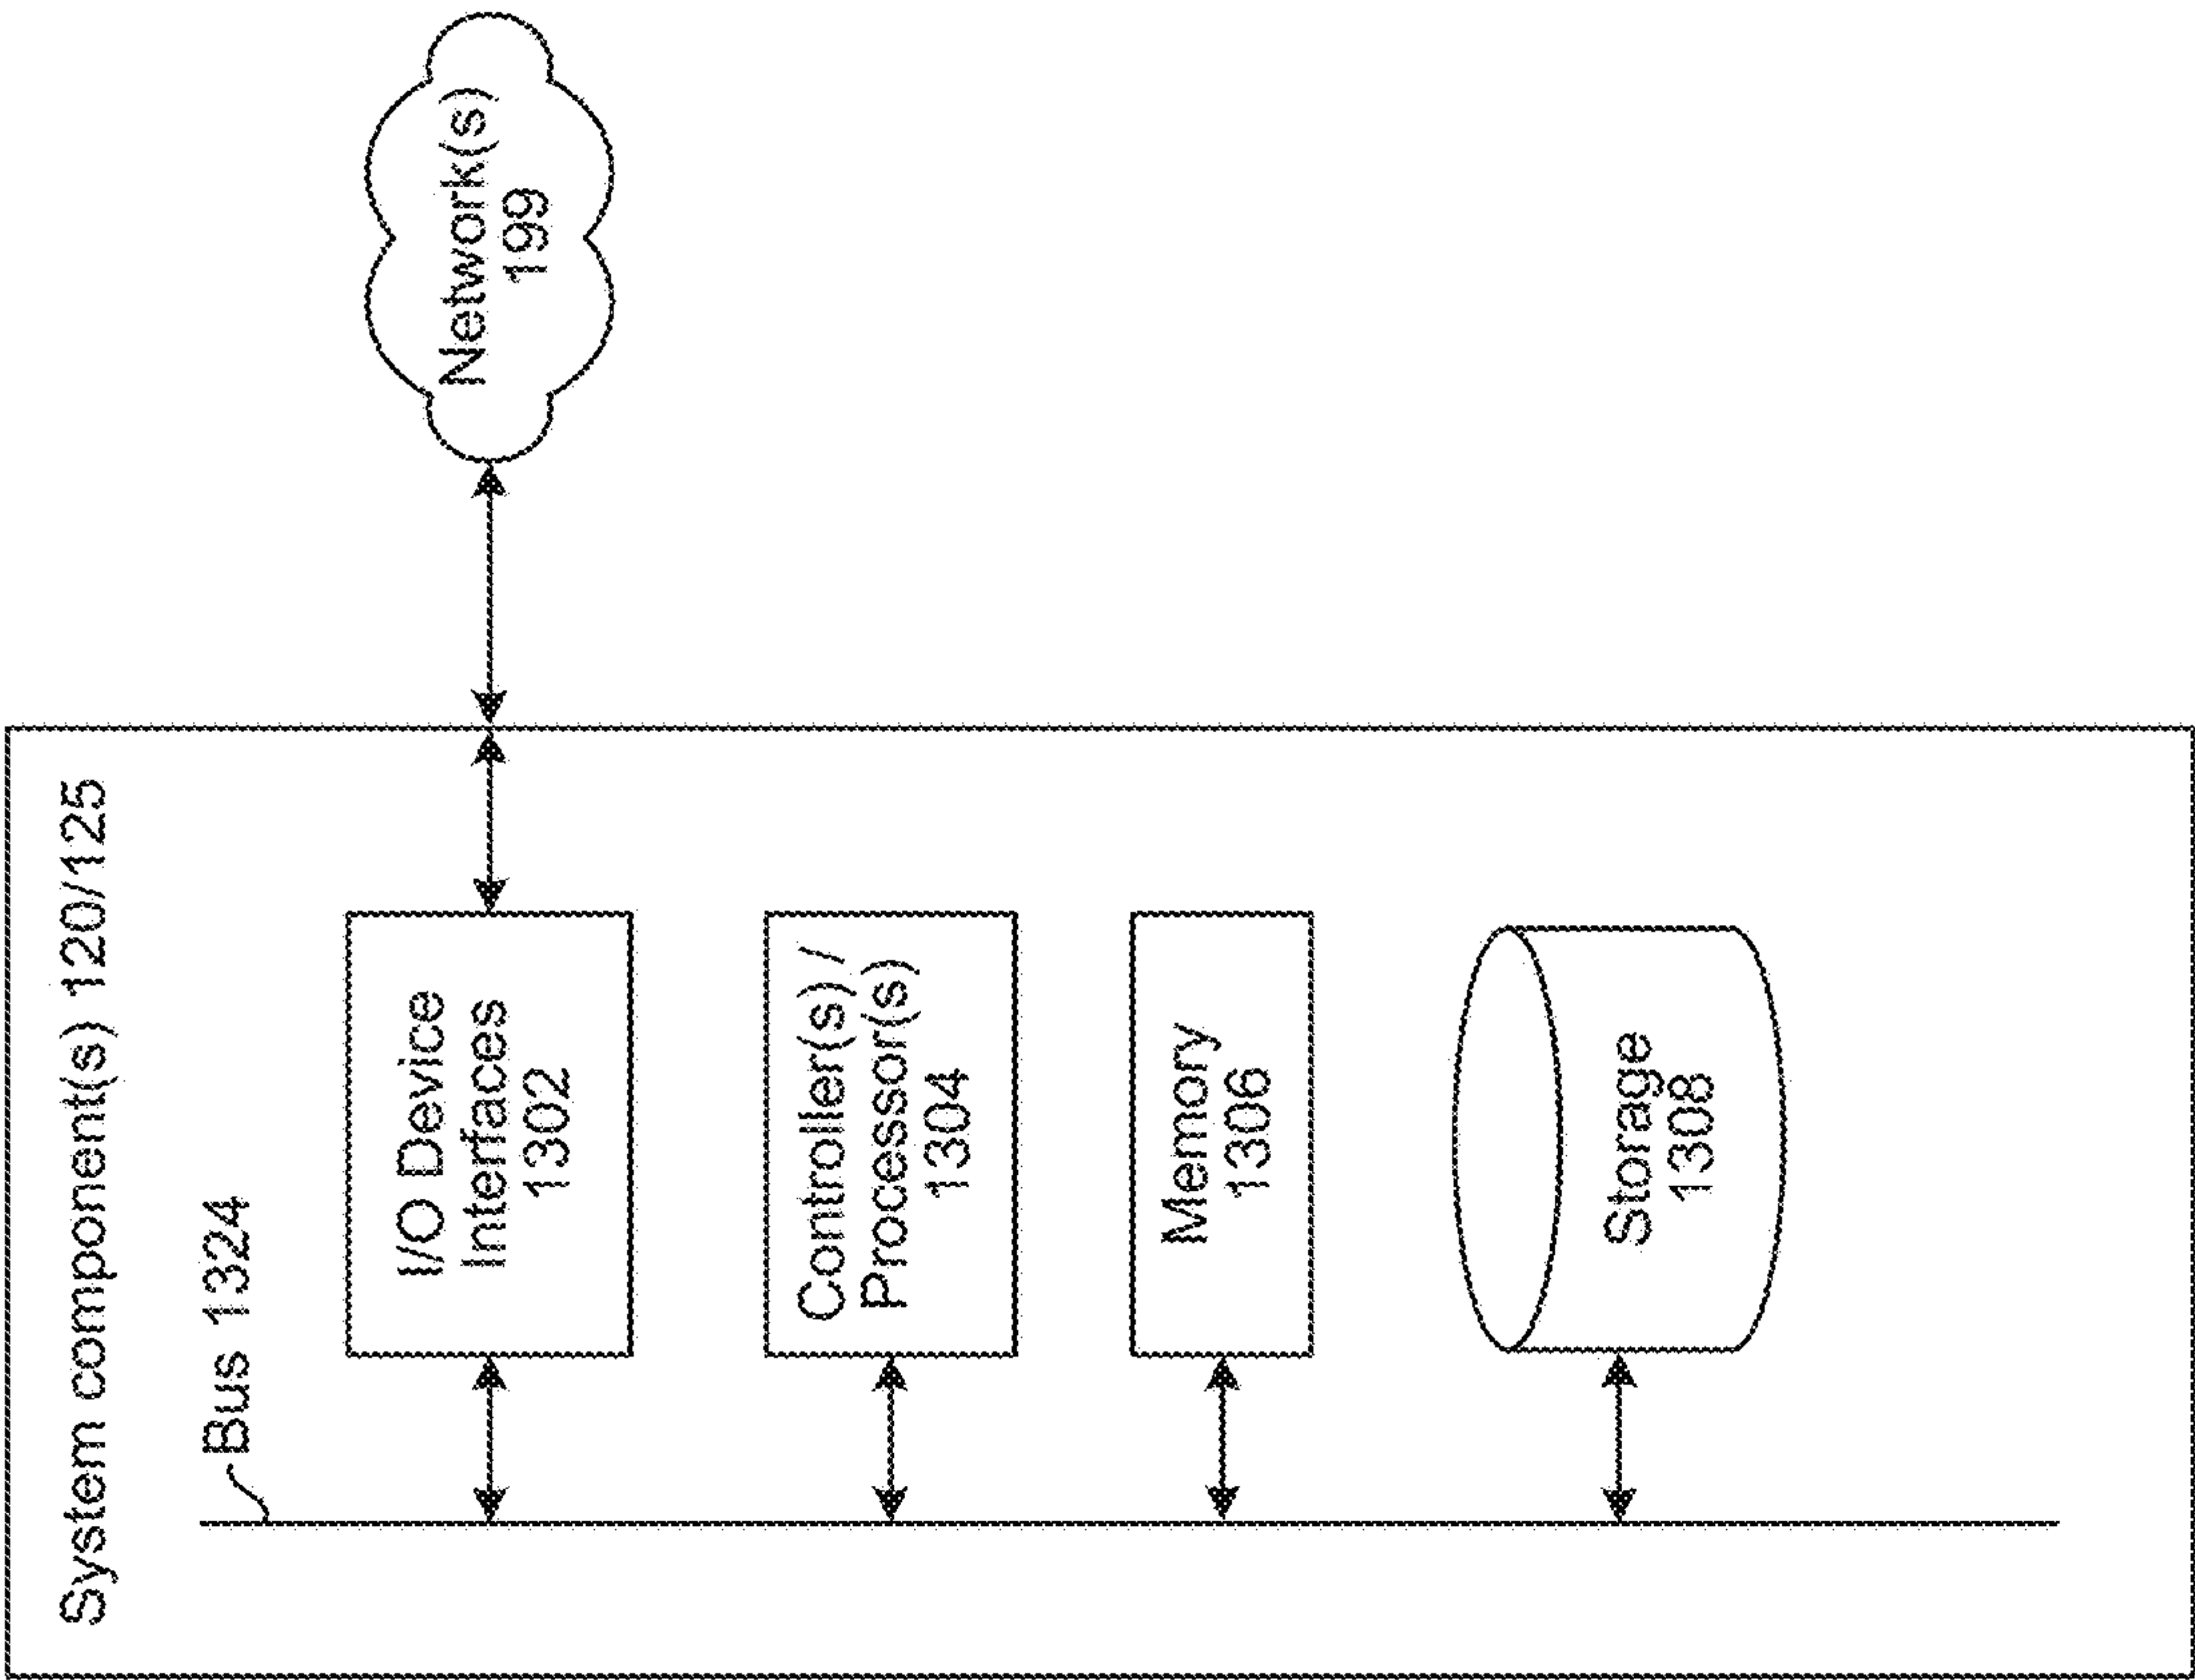 System component(s) 120/125
Bus 1324
I/O Device
Interfaces
1302
Network(s)
199
Controller(s) /
Processor(s)
1304
Memory
1306
Storage
1308